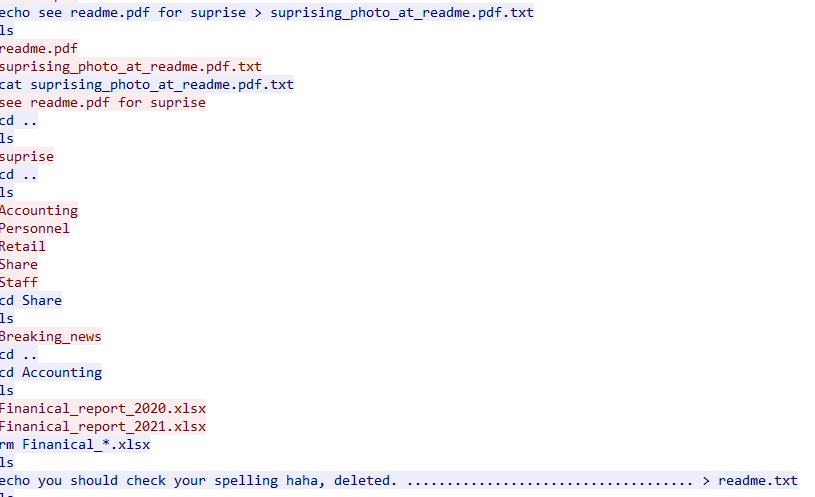 echo see readme.pdf for suprise > suprising_photo_at_readme.pdf.txt
ls
readme.pdf
suprising_photo_at_readme.pdf.txt
cat suprising_photo_at_readme.pdf.txt
see readme.pdf for suprise
cd ..
ls
suprise
cd ..
ls
Accounting
Personnel
Retail
Share
Staff
cd Share
ls
Breaking_news
cd ..
cd Accounting
ls
Finanical_report_2020.xlsx
Finanical_report_2021.xlsx
rm Finanical_*.xlsx
ls
echo you should check your spelling haha, deleted. ................................... > readme.txt